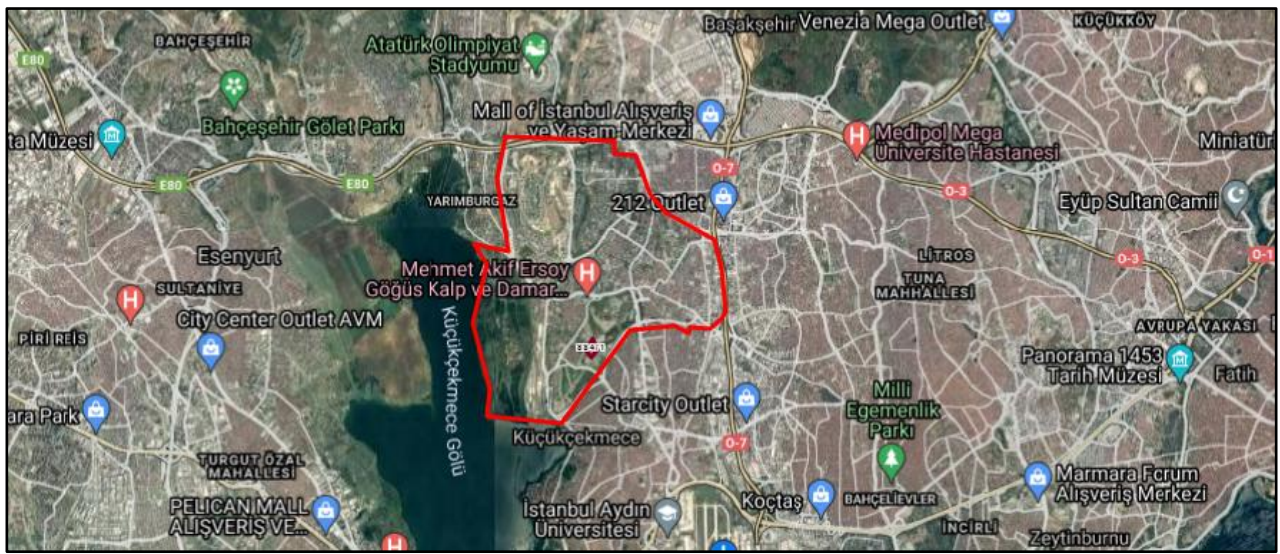 Başakşehir
Venezia Mega Outlet
KÜÇÜKKÖY
BAHÇEŞEHİR
Atatürk Olimpiyat
Stadyumu
E80
Bahçeşehir Gölet Parkı
Mall of İstanbul Alışveriş
ve Yaşam Merkezi
Medipol Mega
Üniversite Hastanesi
ta Müzesi
Miniatür
E80
E80
O-7
O-3
YARIMBURGAZ
212 Outlet
Eyüp Sultan Camii
Esenyurt
SULTANİYE
Mehmet Akif Ersoy
Göğüs Kalp ve Damar...
LİTROS
TUNA
MAHHALLESİ
O-3
O-1
City Center Outlet AVM
PİRİ REİS
Küçükçekmece Gölü
AVRUPA YAKASI
Panorama 1453
Tarih Müzesi
Fatih
ara Park
Starcity Outlet
Milli
Egemenlik
Parkı
Küçükçekmece
O-7
TURGUT ÖZAL
MAHALLESİ
Marmara Forum
Alışveriş Merkezi
PELICAN MALL
ALIŞVERİŞ VE...
İstanbul Aydın
Üniversitesi
Koçtaş
BAHÇELİEVLER
İNCİRLİ
Zeytinburnu